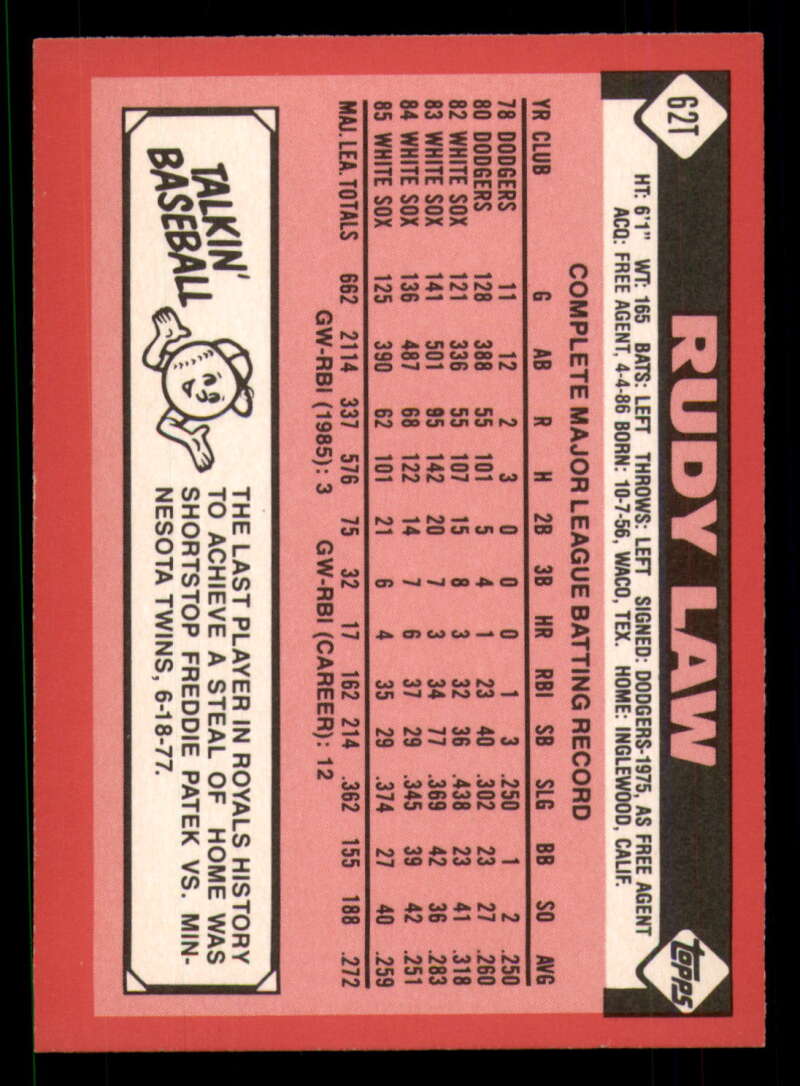 62T
RUDY LAW
topps
HT: 6'1" WT: 165 BATS: LEFT THROWS: LEFT SIGNED: DODGERS-1975, AS FREE AGENT
ACQ: FREE AGENT, 4-4-86 BORN: 10-7-56, WACO, TEX. HOME: INGLEWOOD, CALIF.
COMPLETE MAJOR LEAGUE BATTING RECORD
YR CLUB G AB R H 2B 3B HR RBI SB SLG BB SO AVG
78 DODGERS 11 12 2 3 0 0 0 1 3 .250 1 2 .250
80 DODGERS 128 388 55 101 5 4 1 23 40 .302 23 27 .260
82 WHITE SOX 121 336 55 107 15 8 3 32 36 .438 23 41 .318
83 WHITE SOX 141 501 95 142 20 7 3 34 77 .369 42 36 .283
84 WHITE SOX 136 487 68 122 14 7 6 37 29 .345 39 42 .251
85 WHITE SOX 125 390 62 101 21 6 4 35 29 .374 27 40 .259
MAJ. LEA. TOTALS 662 2114 337 576 75 32 17 162 214 .362 155 188 .272
GW-RBI (1985): 3 GW-RBI (CAREER): 12
TALKIN'
BASEBALL
THE LAST PLAYER IN ROYALS HISTORY
TO ACHIEVE A STEAL OF HOME WAS
SHORTSTOP FREDDIE PATEK VS. MIN-
NESOTA TWINS, 6-18-77.